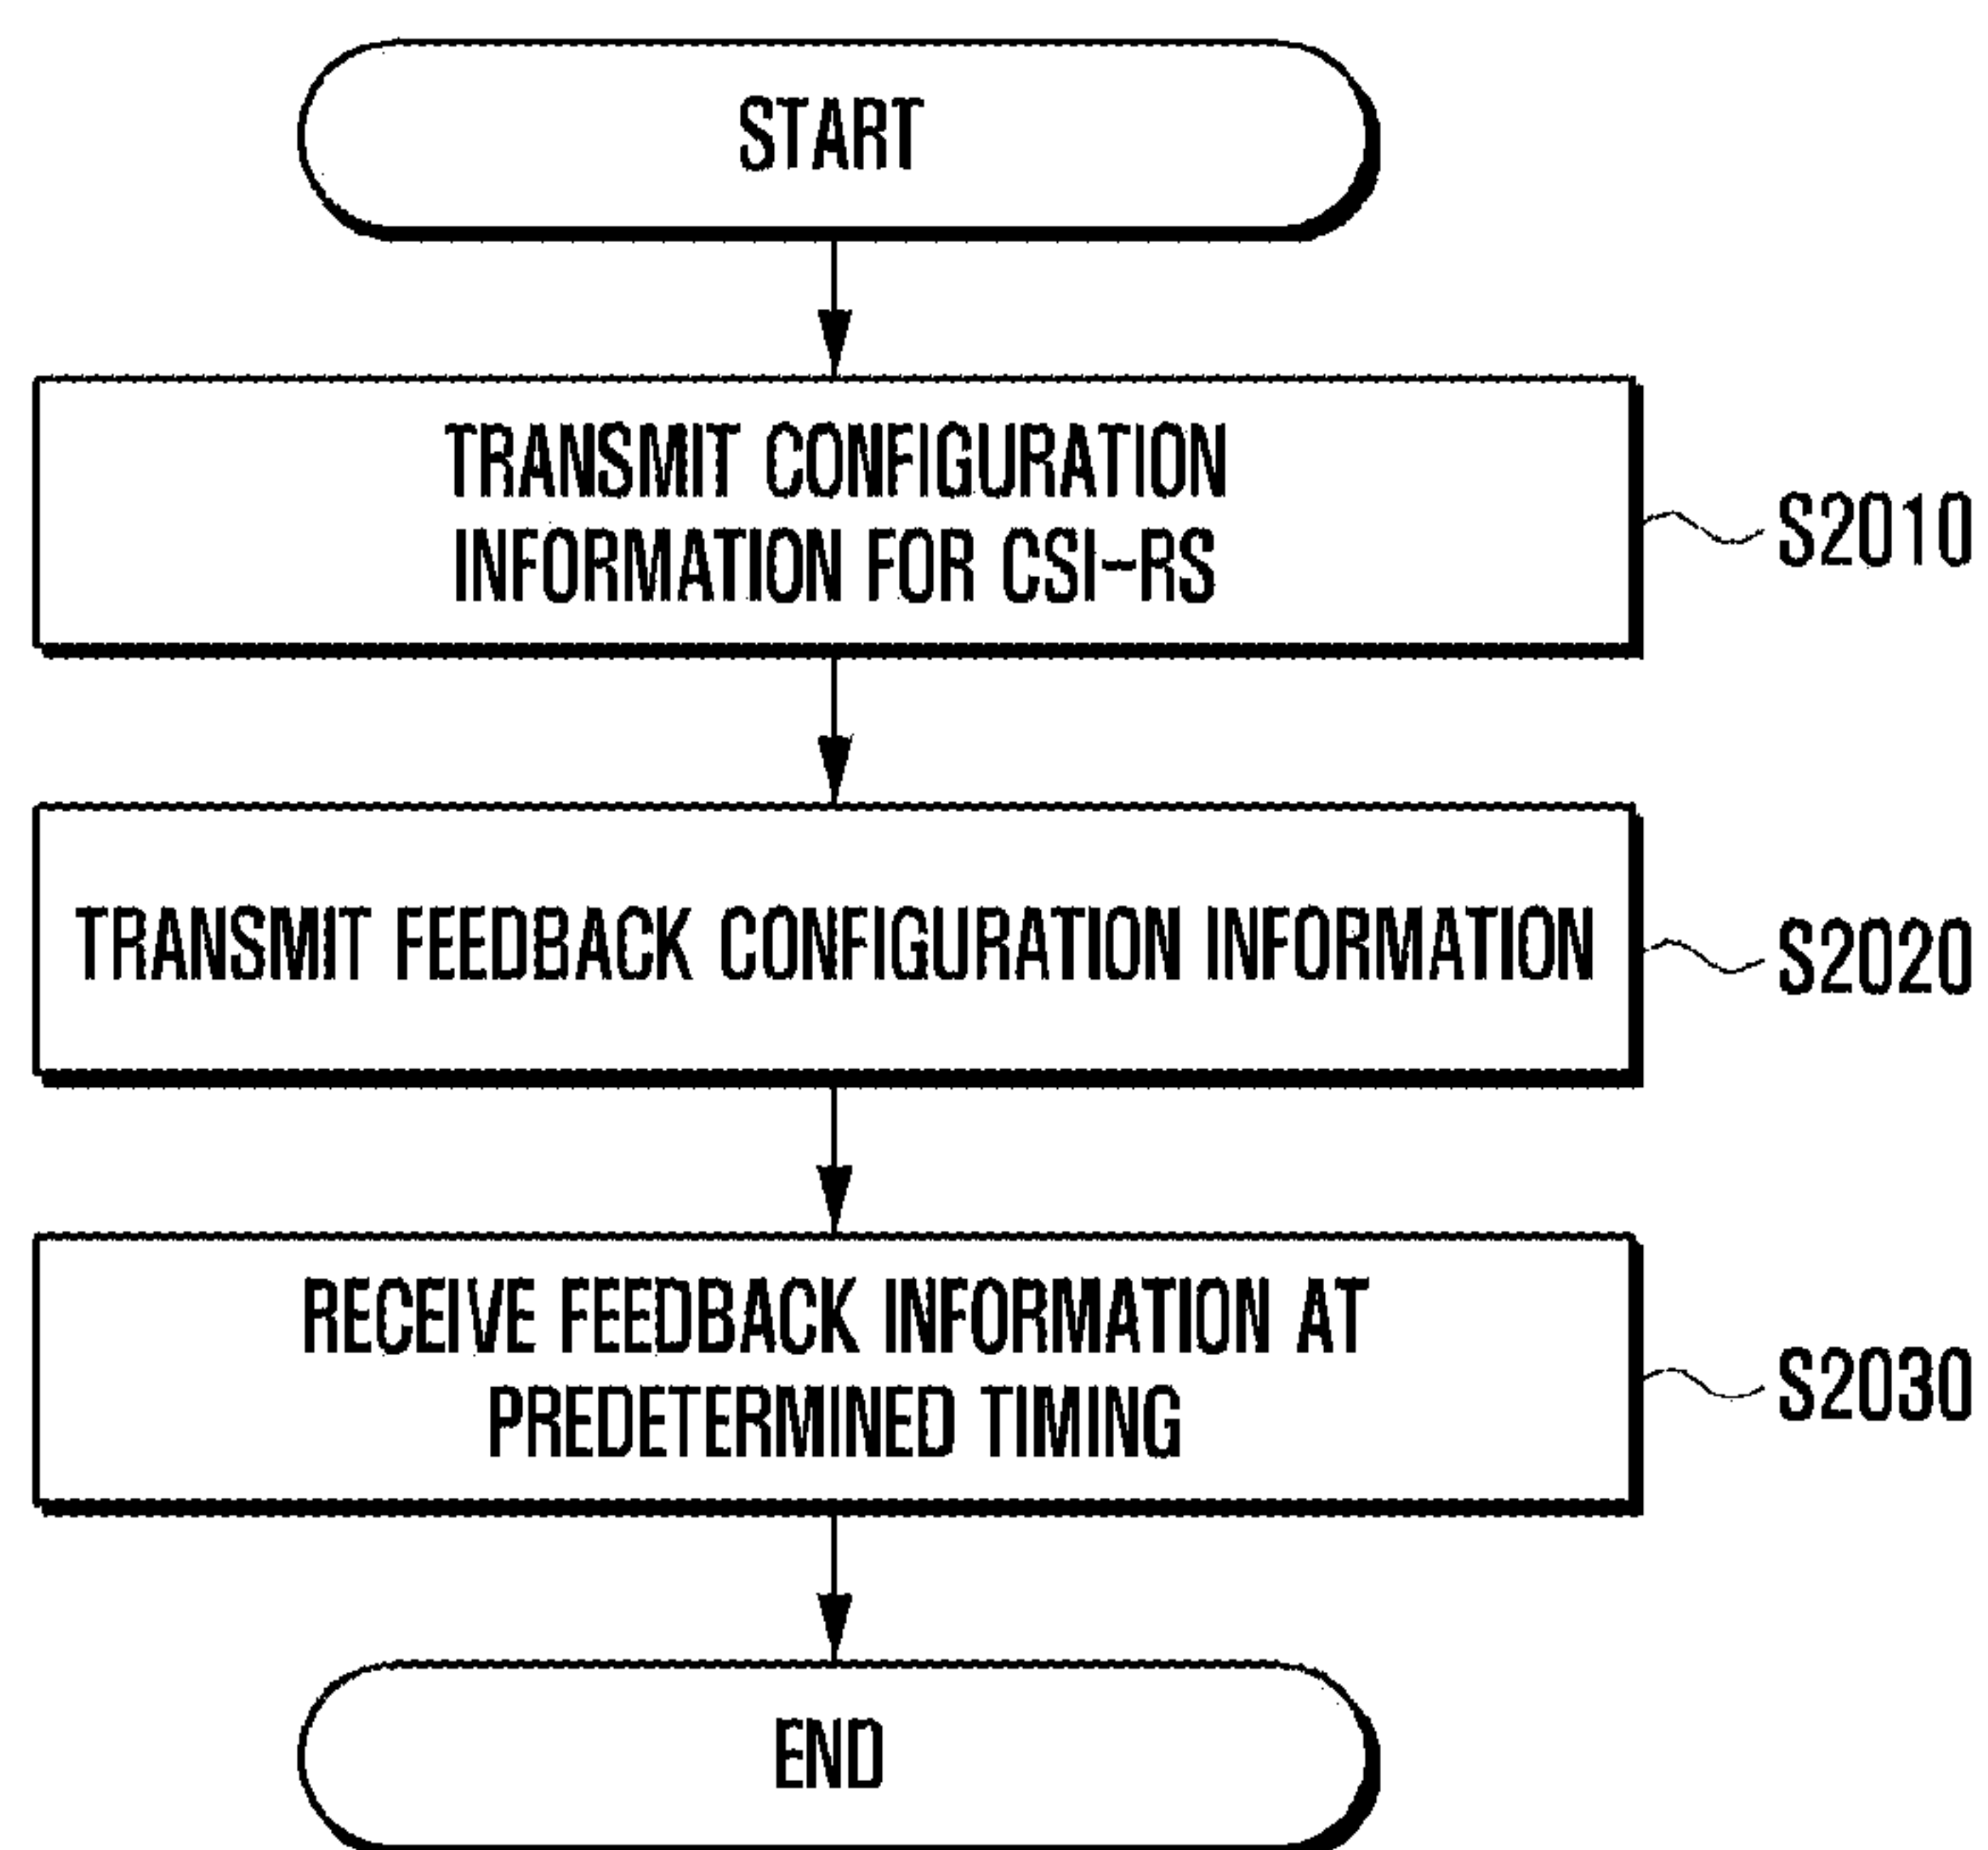 START
TRANSMIT CONFIGURATION
INFORMATION FOR CSI-RS
S2010
TRANSMIT FEEDBACK CONFIGURATION INFORMATION
S2020
RECEIVE FEEDBACK INFORMATION AT
PREDETERMINED TIMING
S2030
END